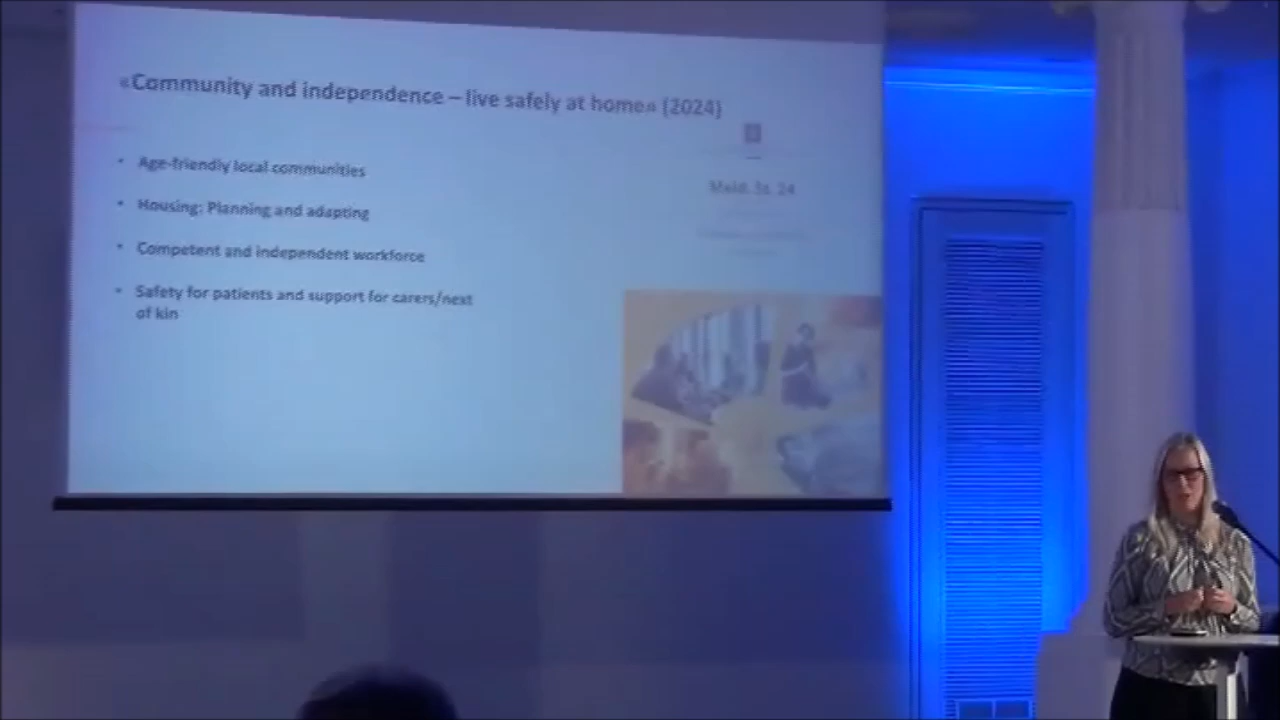 «Community and independence – live safely at home» (2024)
• Age-friendly local communities
• Housing: Planning and adapting
• Competent and independent workforce
• Safety for patients and support for carers/next
of kin
Meld. St. 24